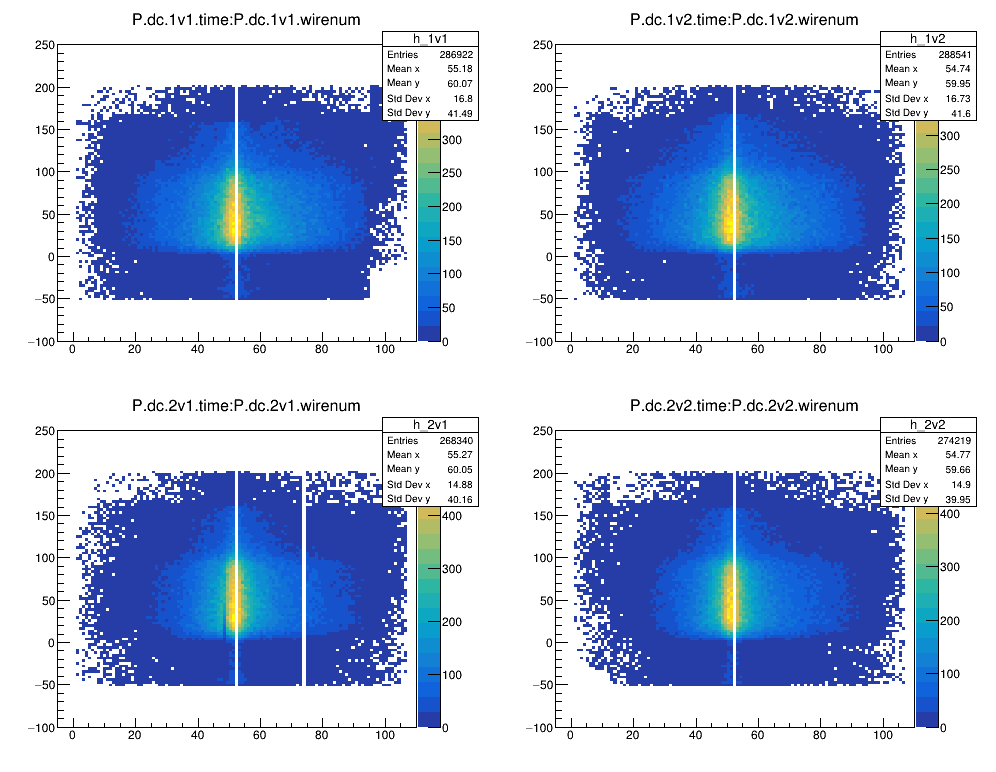 P.dc.1v1.time:P.dc.1v1.wirenum
h_1v1
Entries 286922
Mean x 55.18
Mean y 60.07
Std Dev x 16.8
Std Dev y 41.49
250
200
150
100
50
0
−50
−100
0 20 40 60 80 100
300
250
200
150
100
50
0
P.dc.1v2.time:P.dc.1v2.wirenum
h_1v2
Entries 288541
Mean x 54.74
Mean y 59.95
Std Dev x 16.73
Std Dev y 41.6
250
200
150
100
50
0
−50
−100
0 20 40 60 80 100
300
250
200
150
100
50
0
P.dc.2v1.time:P.dc.2v1.wirenum
h_2v1
Entries 268340
Mean x 55.27
Mean y 60.05
Std Dev x 14.88
Std Dev y 40.16
250
200
150
100
50
0
−50
−100
0 20 40 60 80 100
400
300
200
100
0
P.dc.2v2.time:P.dc.2v2.wirenum
h_2v2
Entries 274219
Mean x 54.77
Mean y 59.66
Std Dev x 14.9
Std Dev y 39.95
250
200
150
100
50
0
−50
−100
0 20 40 60 80 100
400
300
200
100
0